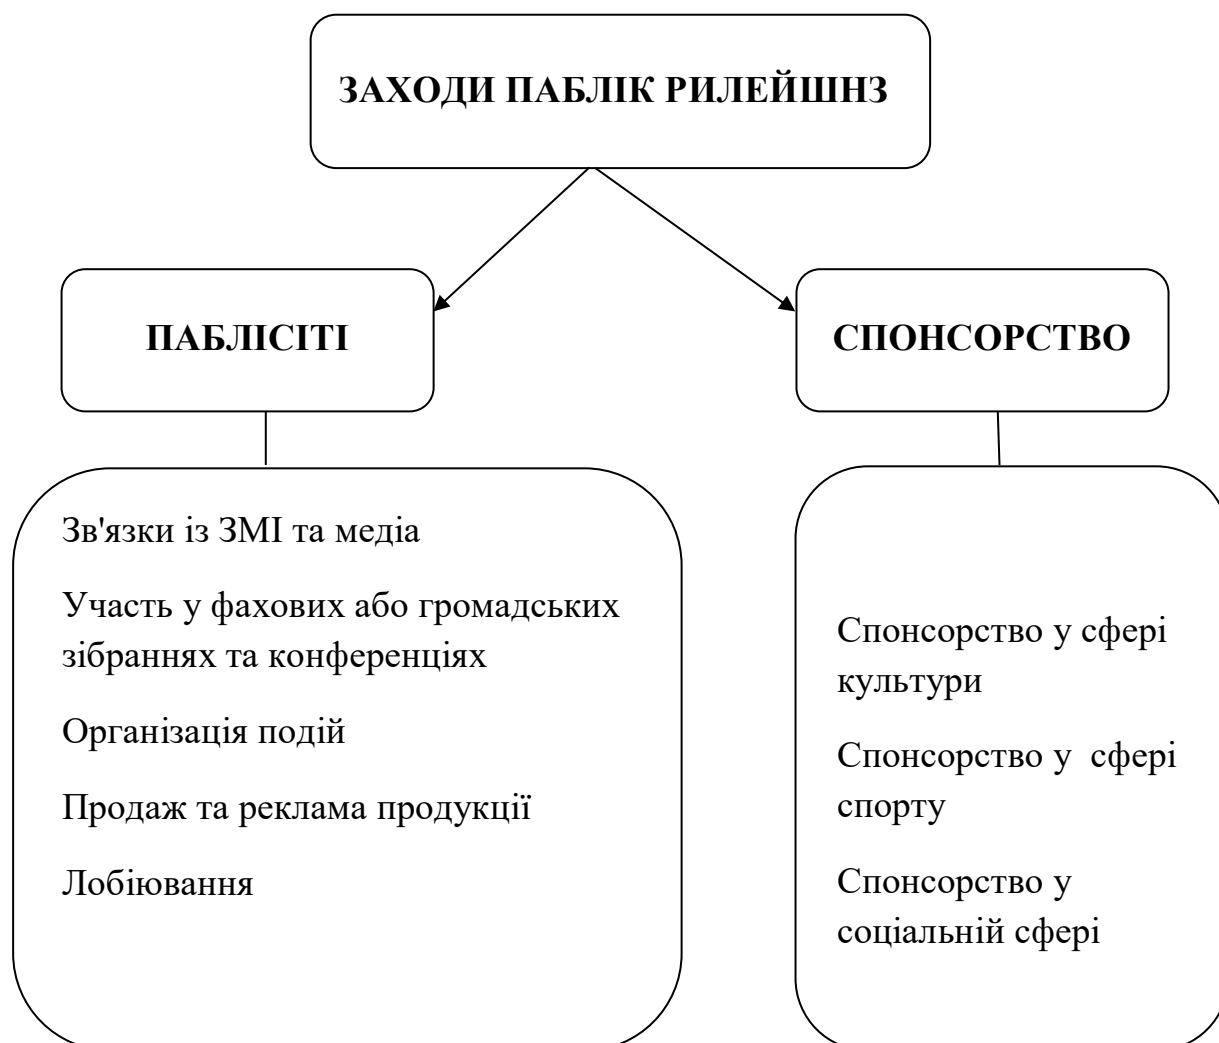 ЗАХОДИ ПАБЛІК РИЛЕЙШНЗ
ПАБЛІСІТІ
СПОНСОРСТВО
Зв'язки із ЗМІ та медіа
Участь у фахових або громадських
зібраннях та конференціях
Організація подій
Продаж та реклама продукції
Лобіювання
Спонсорство у сфері
культури
Спонсорство у  сфері
спорту
Спонсорство у
соціальній сфері